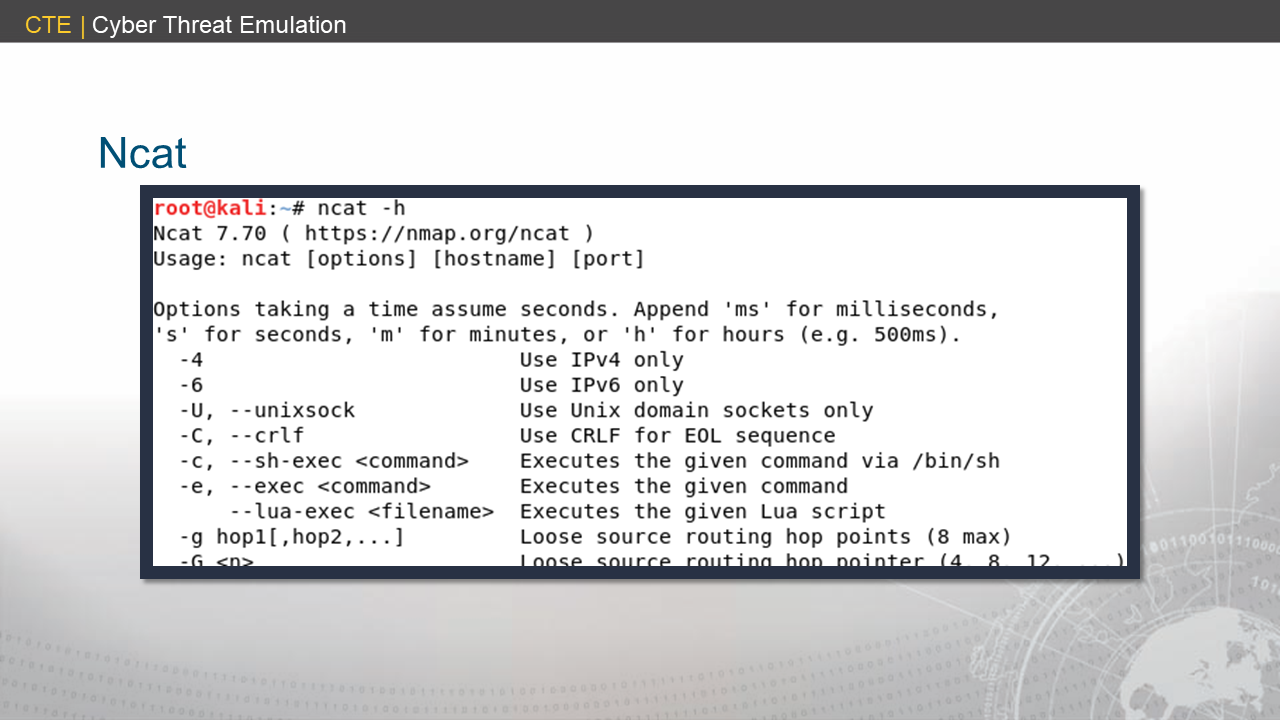 CTE | Cyber Threat Emulation
Ncat
root@kali:~# ncat -h
Ncat 7.70 ( https://nmap.org/ncat )
Usage: ncat [options] [hostname] [port]
Options taking a time assume seconds. Append 'ms' for milliseconds,
's' for seconds, 'm' for minutes, or 'h' for hours (e.g. 500ms).
-4 Use IPv4 only
-6 Use IPv6 only
-U, --unixsock Use Unix domain sockets only
-C, --crlf Use CRLF for EOL sequence
-c, --sh-exec <command> Executes the given command via /bin/sh
-e, --exec <command> Executes the given command
--lua-exec <filename> Executes the given Lua script
-g hop1[,hop2,...] Loose source routing hop points (8 max)
-G <n> Loose source routing hop pointer (4, 8, 12, ...)